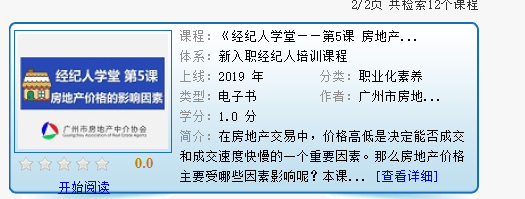 2/2页 共检索12个课程
经纪人学堂 第5课
房地产价格的影响因素
广州市房地产中介协会
0.0
开始阅读
课程：《经纪人学堂——第5课 房地产...
体系：新入职经纪人培训课程
上线：2019 年 分类：职业化素养
类型：电子书 作者：广州市房地...
学分：1.0 分
简介：在房地产交易中，价格高低是决定能否成交
和成交速度快慢的一个重要因素。那么房地产价格
主要受哪些因素影响呢？本课... [查看详细]